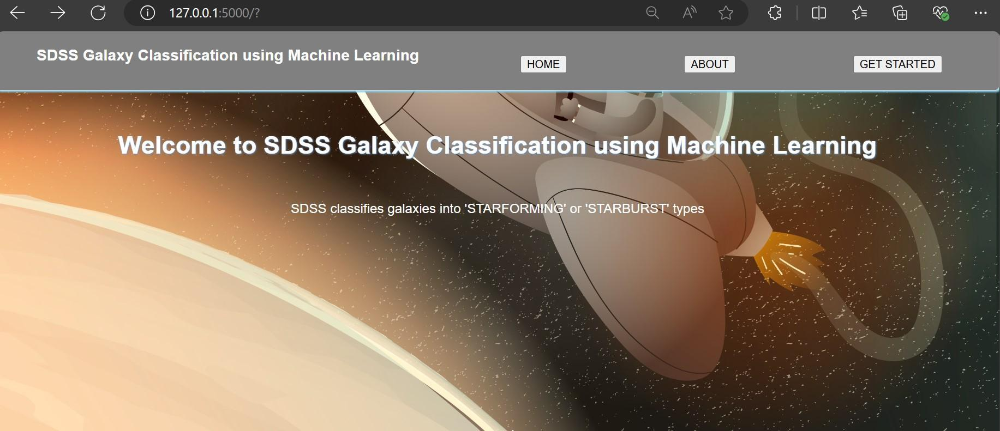 127.0.0.1:5000/?
SDSS Galaxy Classification using Machine Learning
HOME
ABOUT
GET STARTED
Welcome to SDSS Galaxy Classification using Machine Learning
SDSS classifies galaxies into 'STARFORMING' or 'STARBURST' types